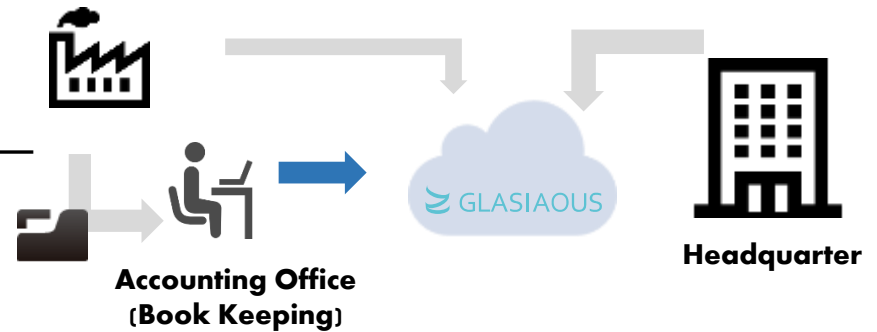 GLASIAOUS
Headquarter
Accounting Office
(Book Keeping)